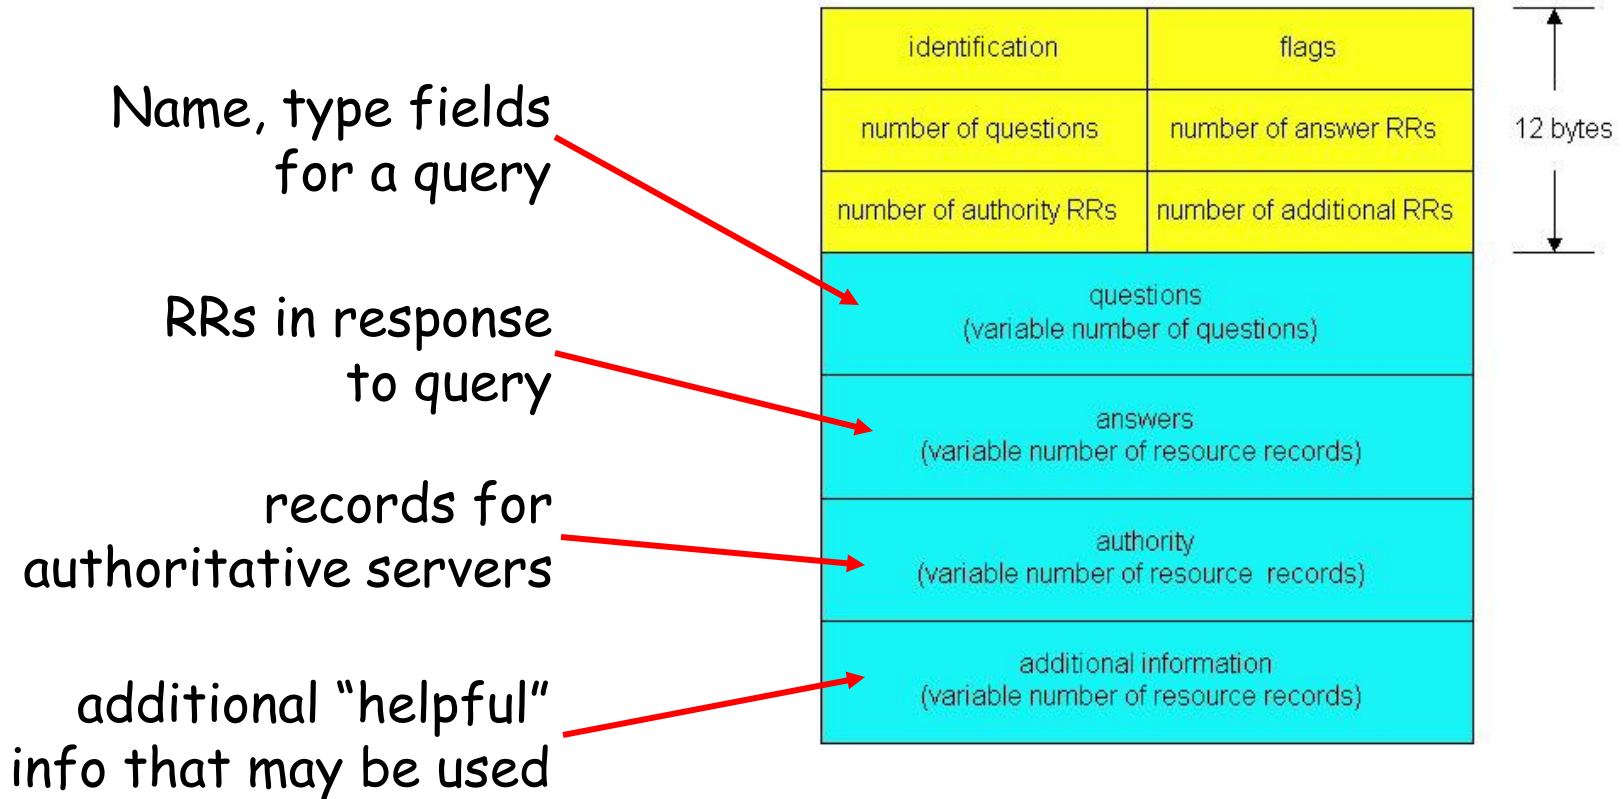 Name, type fields
for a query
RRs in response
to query
records for
authoritative servers
additional “helpful”
info that may be used
identification
flags
number of questions
number of answer RRs
number of authority RRs
number of additional RRs
12 bytes
questions
(variable number of questions)
answers
(variable number of resource records)
authority
(variable number of resource records)
additional information
(variable number of resource records)